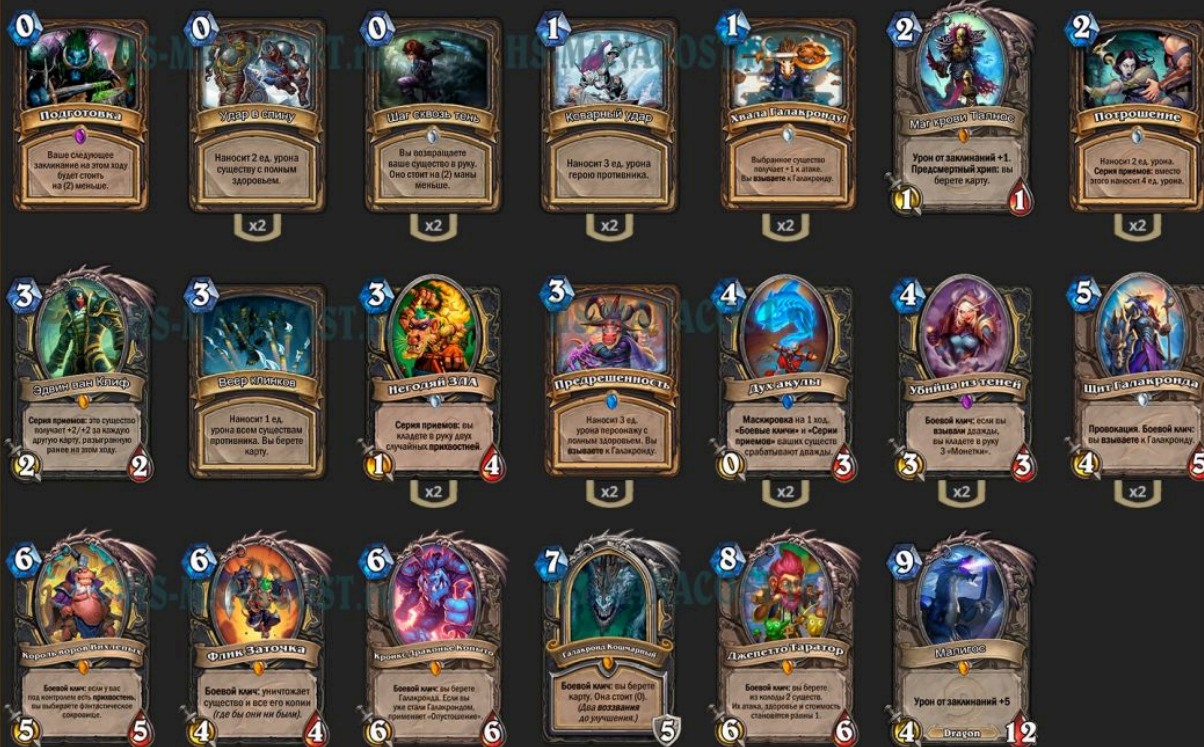 0
Подготовка
Ваше следующее
заклинание на этом ходу
будет стоить
на (2) меньше.
0
Удар в спину
Наносит 2 ед. урона
существу с полным
здоровьем.
x2
0
Шаг сквозь тень
Вы возвращаете
ваше существо в руку.
Оно стоит на (2) маны
меньше.
x2
1
Коварный удар
Наносит 3 ед. урона
герою противника.
x2
1
Хвала Галакронду!
Выбранное существо
получает +1 к атаке.
Вы взываете к Галакронду.
x2
2
Маг крови Талнос
Урон от заклинаний +1.
Предсмертный хрип: вы
берете карту.
1
1
2
Потрошение
Наносит 2 ед. урона.
Серия приемов: вместо
этого наносит 4 ед. урона.
x2
3
Эдвин ван Клиф
Серия приемов: это существо
получает +2/+2 за каждую
другую карту, разыгранную
ранее на этом ходу.
2
2
3
Веер клинков
Наносит 1 ед.
урона всем существам
противника. Вы берете
карту.
3
Негодяй ЗЛА
Серия приемов: вы
кладете в руку двух
случайных прихвостней.
1
4
x2
3
Предрешенность
Наносит 3 ед.
урона персонажу с
полным здоровьем. Вы
взываете к Галакронду.
x2
4
Дух акулы
Маскировка на 1 ход.
«Боевые кличи» и «Серии
приемов» ваших существ
срабатывают дважды.
0
3
x2
4
Убийца из теней
Боевой клич: если вы
взывали дважды,
вы кладете в руку
3 «Монетки».
3
3
x2
5
Щит Галакронда
Провокация. Боевой клич:
вы взываете к Галакронду.
4
5
x2
6
Король воров Вихлепых
Боевой клич: если у вас
под контролем есть прихвостень,
вы выбираете фантастическое
сокровище.
5
5
6
Флик Заточка
Боевой клич: уничтожает
существо и все его копии
(где бы они ни были).
4
4
6
Кроникс Драконье Копыто
Боевой клич: вы берете
Галакронда. Если вы
уже стали Галакрондом,
применяет «Опустошение».
6
6
7
Галакронд Кошмарный
Боевой клич: вы берете
карту. Она стоит (0).
(Два воззвания
до улучшения.)
5
8
Джепетто Таратор
Боевой клич: вы берете
из колоды 2 существ.
Их атака, здоровье и стоимость
становятся равны 1.
6
6
9
Малигос
Урон от заклинаний +5
4
Dragon
12
HS-MANACOST.ru